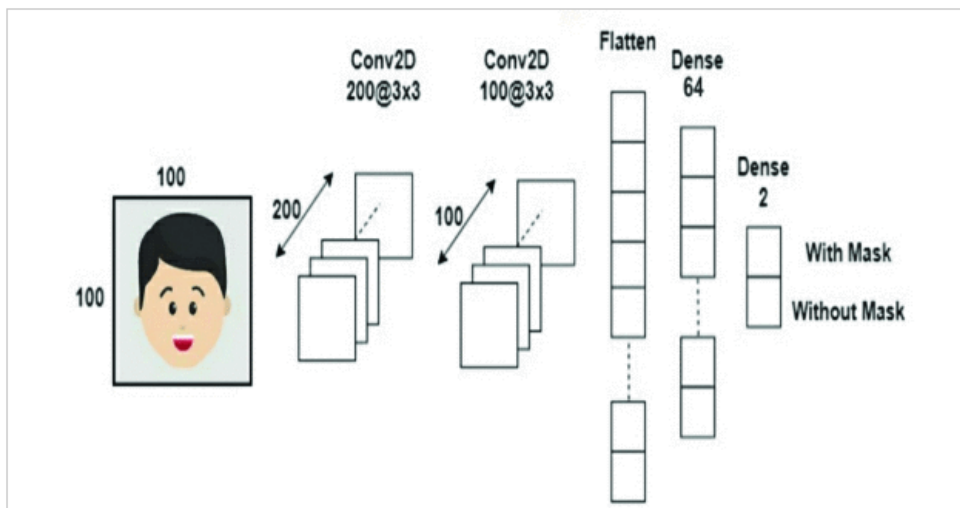 100
100
Conv2D
200@3x3
200
Conv2D
100@3x3
100
Flatten
Dense
64
Dense
2
With Mask
Without Mask